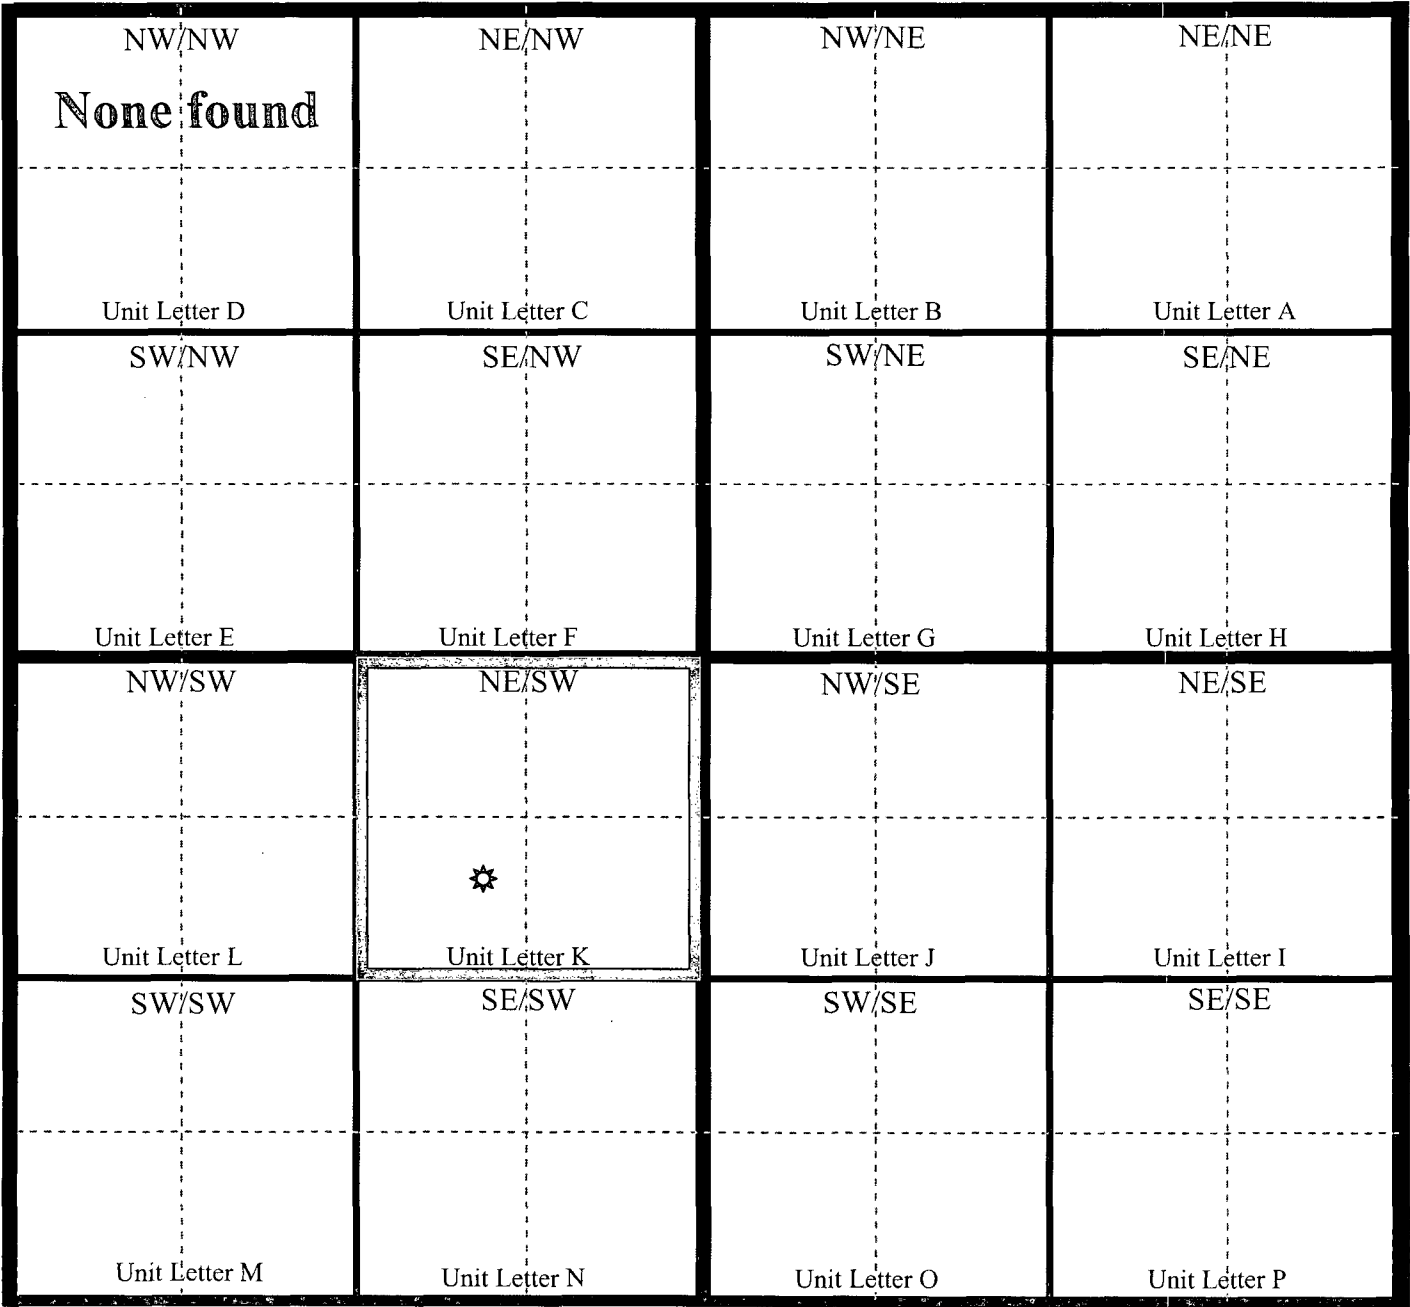 NW/NW
None found
Unit Letter D
NE/NW
Unit Letter C
NW/NE
Unit Letter B
NE/NE
Unit Letter A
SW/NW
Unit Letter E
SE/NW
Unit Letter F
SW/NE
Unit Letter G
SE/NE
Unit Letter H
NW/SW
Unit Letter L
NE/SW
Unit Letter K
NW/SE
Unit Letter J
NE/SE
Unit Letter I
SW/SW
Unit Letter M
SE/SW
Unit Letter N
SW/SE
Unit Letter O
SE/SE
Unit Letter P